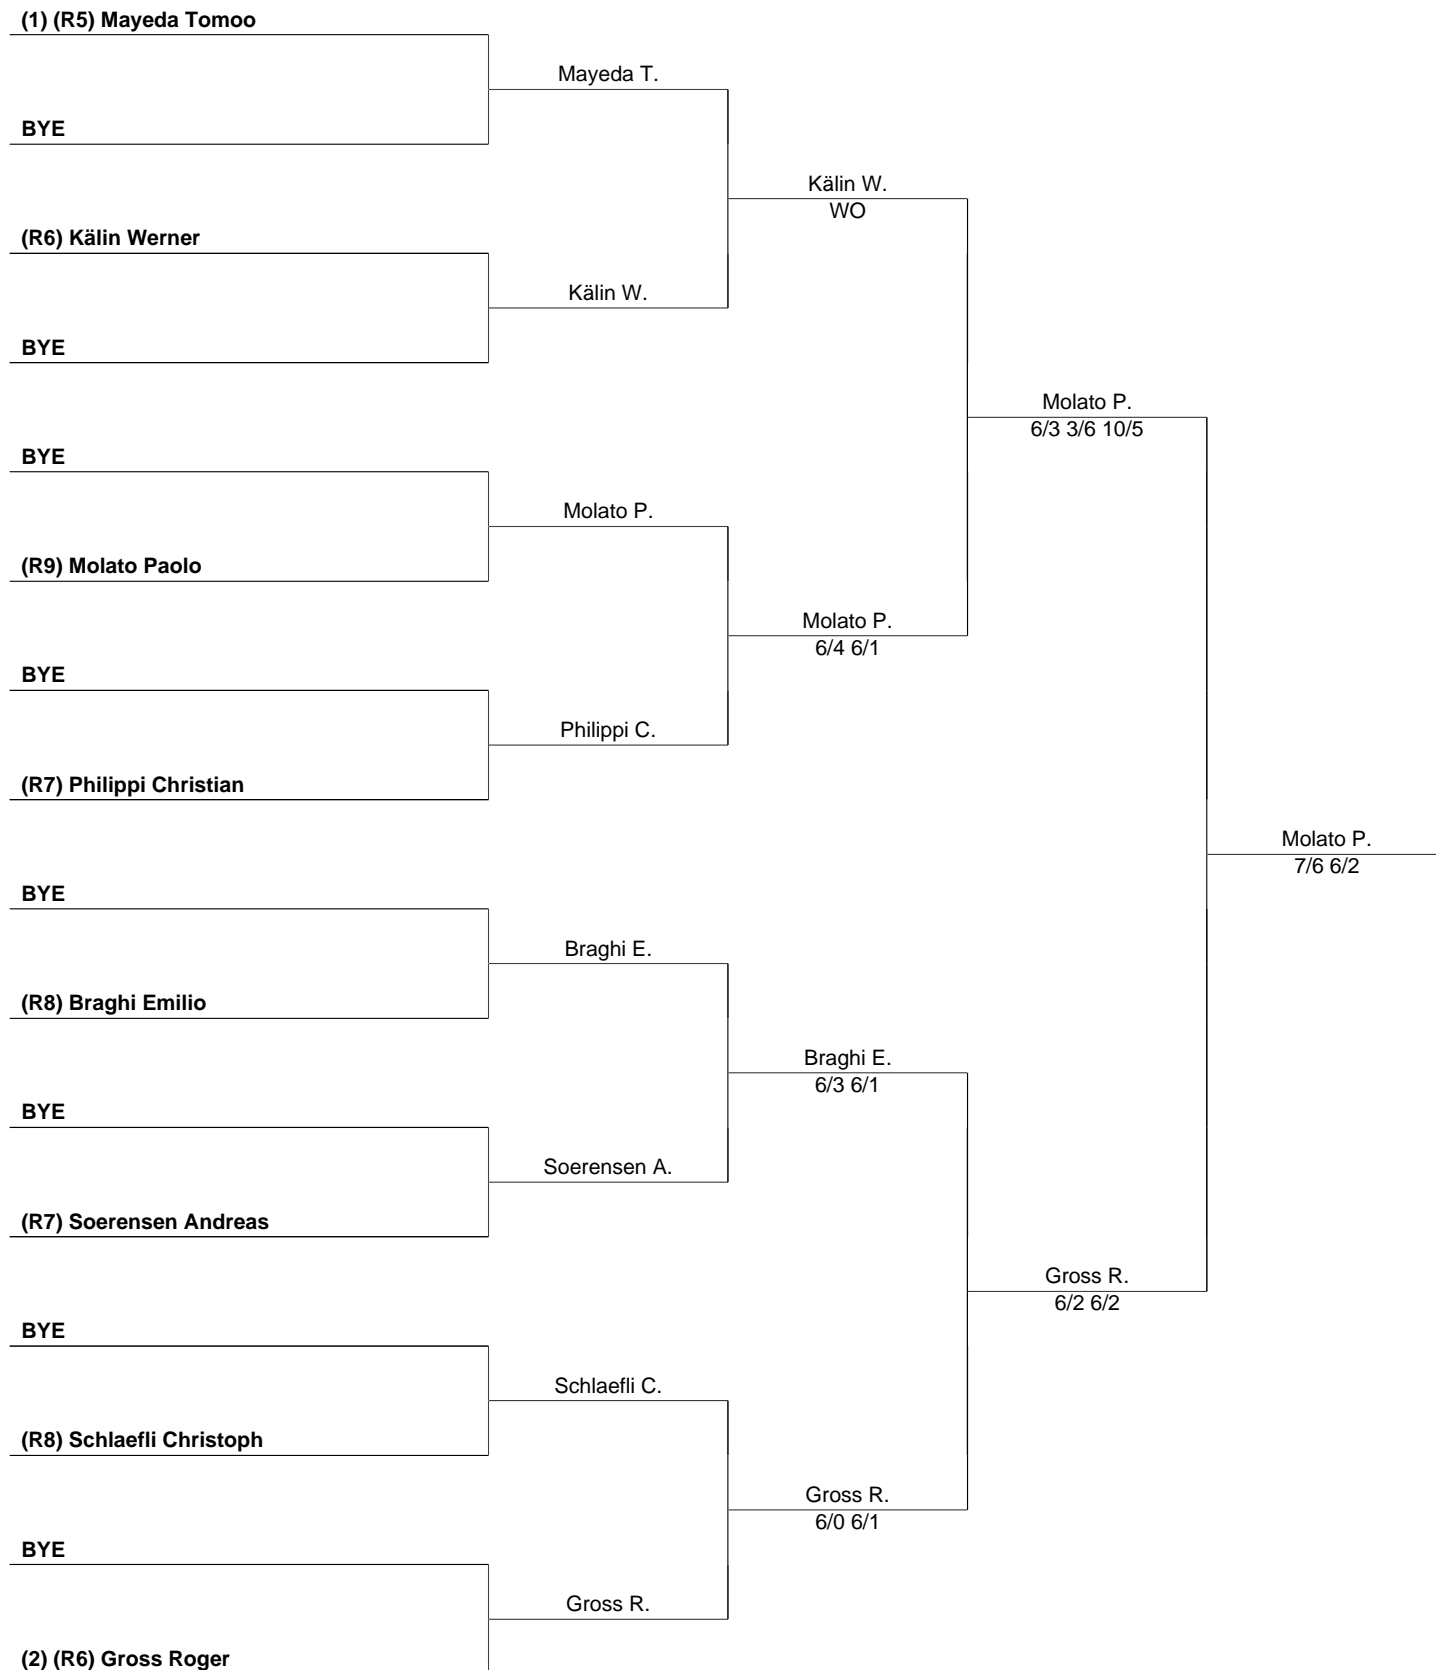 (1) (R5) Mayeda Tomoo
Mayeda T.
BYE
Kälin W.
WO
(R6) Kälin Werner
Kälin W.
BYE
Molato P.
6/3 3/6 10/5
BYE
Molato P.
(R9) Molato Paolo
Molato P.
6/4 6/1
BYE
Philippi C.
(R7) Philippi Christian
Molato P.
7/6 6/2
BYE
Braghi E.
(R8) Braghi Emilio
Braghi E.
6/3 6/1
BYE
Soerensen A.
(R7) Soerensen Andreas
Gross R.
6/2 6/2
BYE
Schlaefli C.
(R8) Schlaefli Christoph
Gross R.
6/0 6/1
BYE
Gross R.
(2) (R6) Gross Roger